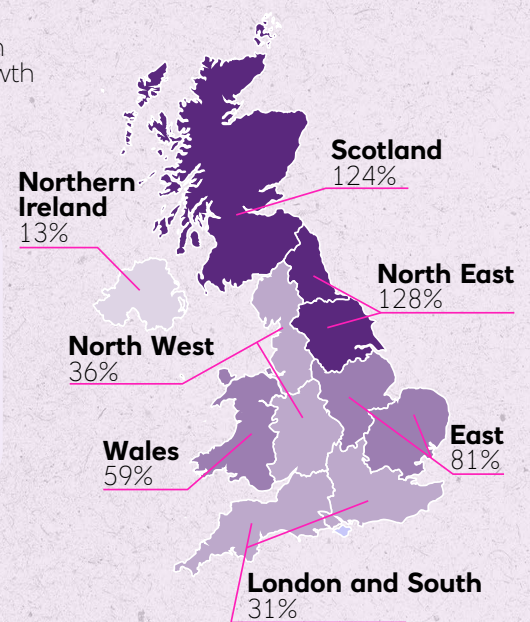 Scotland
124%
Northern
Ireland
13%
North East
128%
North West
36%
East
81%
Wales
59%
London and South
31%